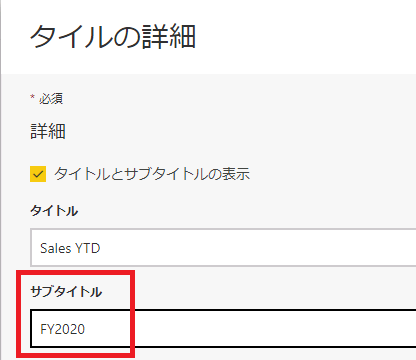 タイルの詳細
* 必須
詳細
タイトルとサブタイトルの表示
タイトル
Sales YTD
サブタイトル
FY2020